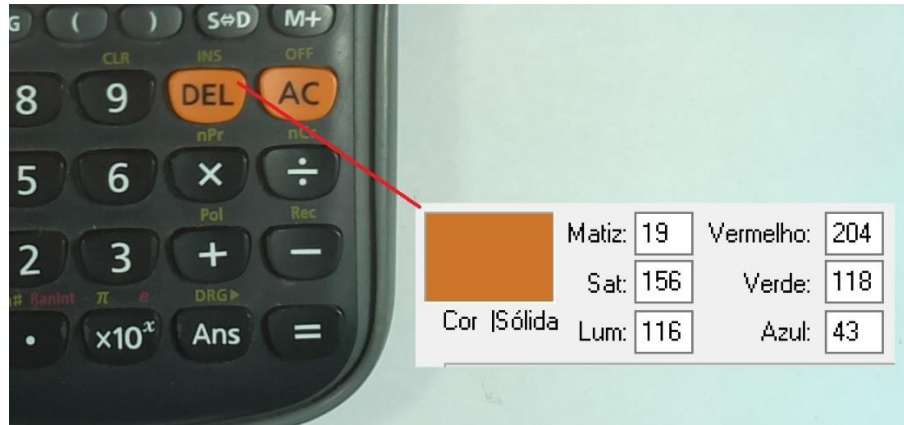 G ( ) S⇔D M+
CLR INS OFF
8 9 DEL AC
nPr nCr
5 6 × ÷
Pol Rec
2 3 + −
# RanInt π e DRG▶
• ×10ˣ Ans =
Matiz: 19 Vermelho: 204
Sat: 156 Verde: 118
Cor |Sólida Lum: 116 Azul: 43